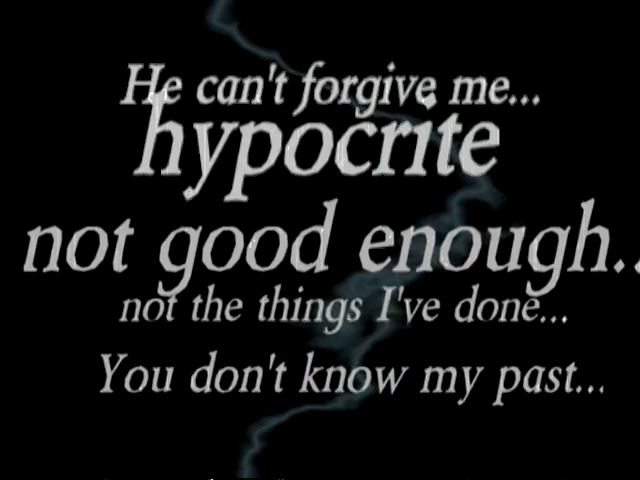 He can't forgive me...
hypocrite
not good enough..
not the things I've done...
You don't know my past...